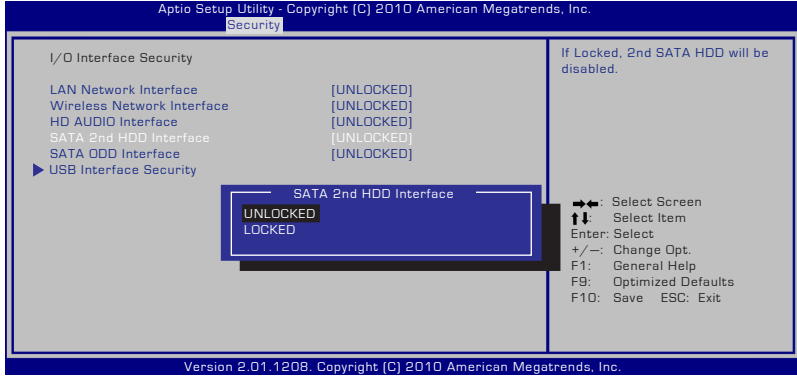 Aptio Setup Utility - Copyright (C) 2010 American Megatrends, Inc.
Security
I/O Interface Security
LAN Network Interface [UNLOCKED]
Wireless Network Interface [UNLOCKED]
HD AUDIO Interface [UNLOCKED]
SATA 2nd HDD Interface [UNLOCKED]
SATA ODD Interface [UNLOCKED]
USB Interface Security
SATA 2nd HDD Interface
UNLOCKED
LOCKED
If Locked, 2nd SATA HDD will be
disabled.
→←: Select Screen
↑↓: Select Item
Enter: Select
+/—: Change Opt.
F1: General Help
F9: Optimized Defaults
F10: Save ESC: Exit
Version 2.01.1208. Copyright (C) 2010 American Megatrends, Inc.